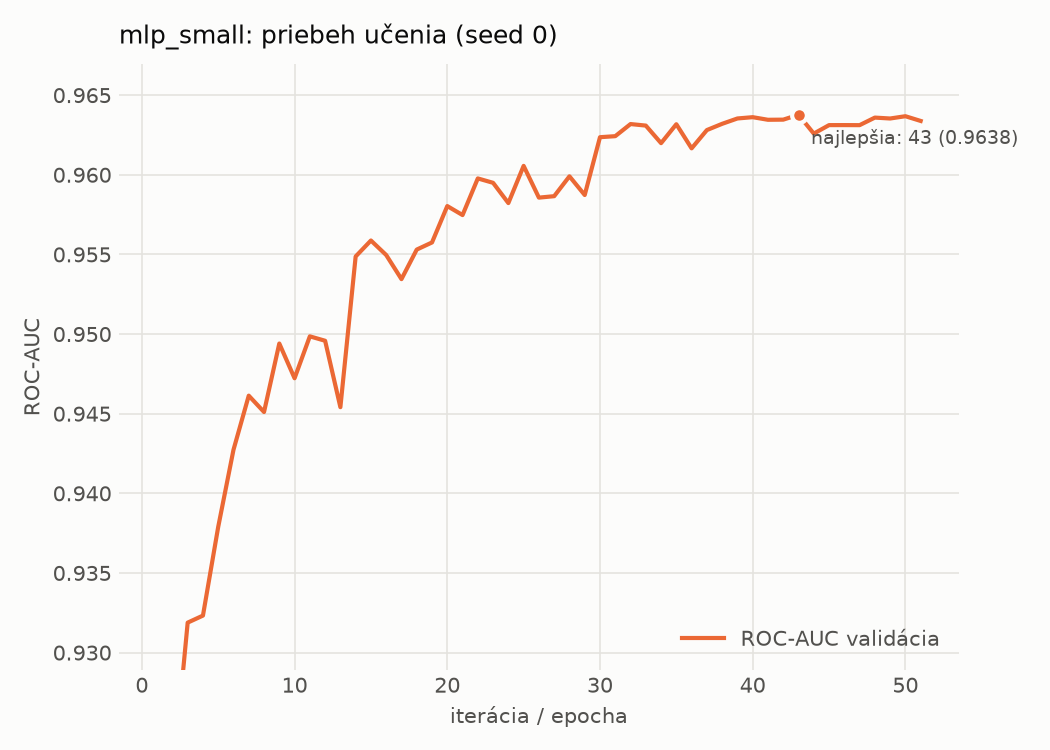 mlp_small: priebeh učenia (seed 0)
0.965
najlepšia: 43 (0.9638)
0.960
0.955
0.950
ROC-AUC
0.945
0.940
0.935
0.930
ROC-AUC validácia
0 10 20 30 40 50
iterácia / epocha